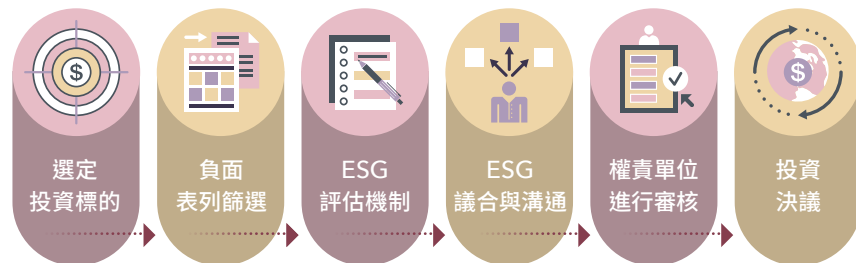 $
$
選定
投資標的
負面
表列篩選
ESG
評估機制
ESG
議合與溝通
權責單位
進行審核
投資
決議